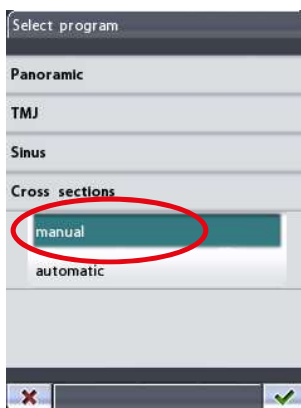 Select program
Panoramic
TMJ
Sinus
Cross sections
manual
automatic